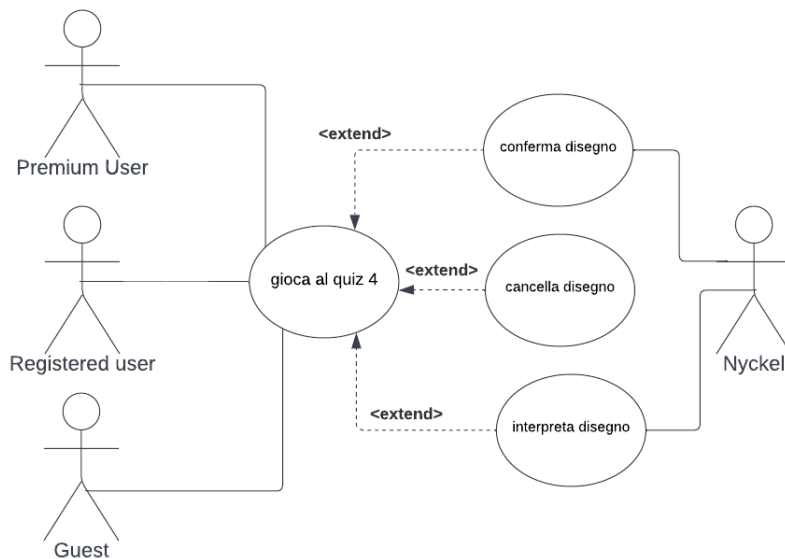 Premium User
<extend>
conferma disegno
gioca al quiz 4
<extend>
cancella disegno
Registered user
Nyckel
<extend>
interpreta disegno
Guest